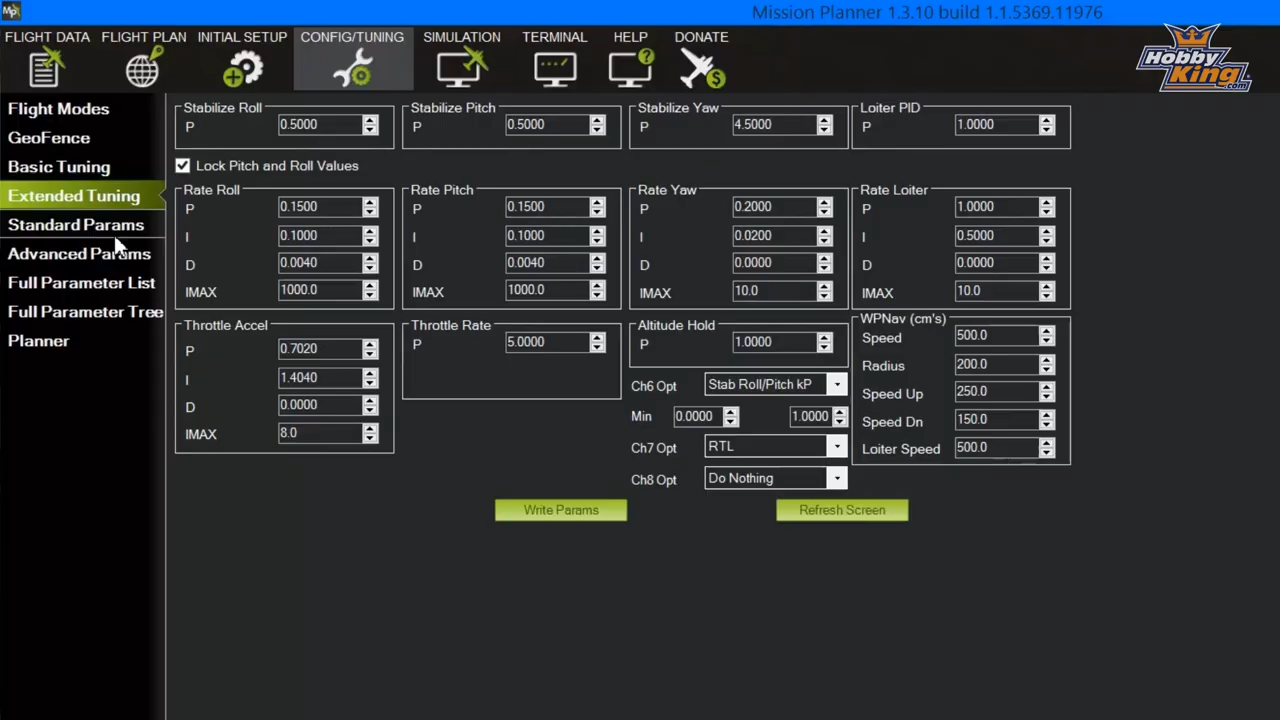 Mp
Mission Planner 1.3.10 build 1.1.5369.11976
FLIGHT DATA
FLIGHT PLAN
INITIAL SETUP
CONFIG/TUNING
SIMULATION
TERMINAL
HELP
DONATE
?
$
Hobby
King
.com
Flight Modes
GeoFence
Basic Tuning
Extended Tuning
Standard Params
Advanced Params
Full Parameter List
Full Parameter Tree
Planner
Stabilize Roll
P 0.5000
Stabilize Pitch
P 0.5000
Stabilize Yaw
P 4.5000
Loiter PID
P 1.0000
Lock Pitch and Roll Values
Rate Roll
P 0.1500
I 0.1000
D 0.0040
IMAX 1000.0
Rate Pitch
P 0.1500
I 0.1000
D 0.0040
IMAX 1000.0
Rate Yaw
P 0.2000
I 0.0200
D 0.0000
IMAX 10.0
Rate Loiter
P 1.0000
I 0.5000
D 0.0000
IMAX 10.0
Throttle Accel
P 0.7020
I 1.4040
D 0.0000
IMAX 8.0
Throttle Rate
P 5.0000
Altitude Hold
P 1.0000
Ch6 Opt Stab Roll/Pitch kP
Min 0.0000 1.0000
Ch7 Opt RTL
Ch8 Opt Do Nothing
WPNav (cm's)
Speed 500.0
Radius 200.0
Speed Up 250.0
Speed Dn 150.0
Loiter Speed 500.0
Write Params
Refresh Screen